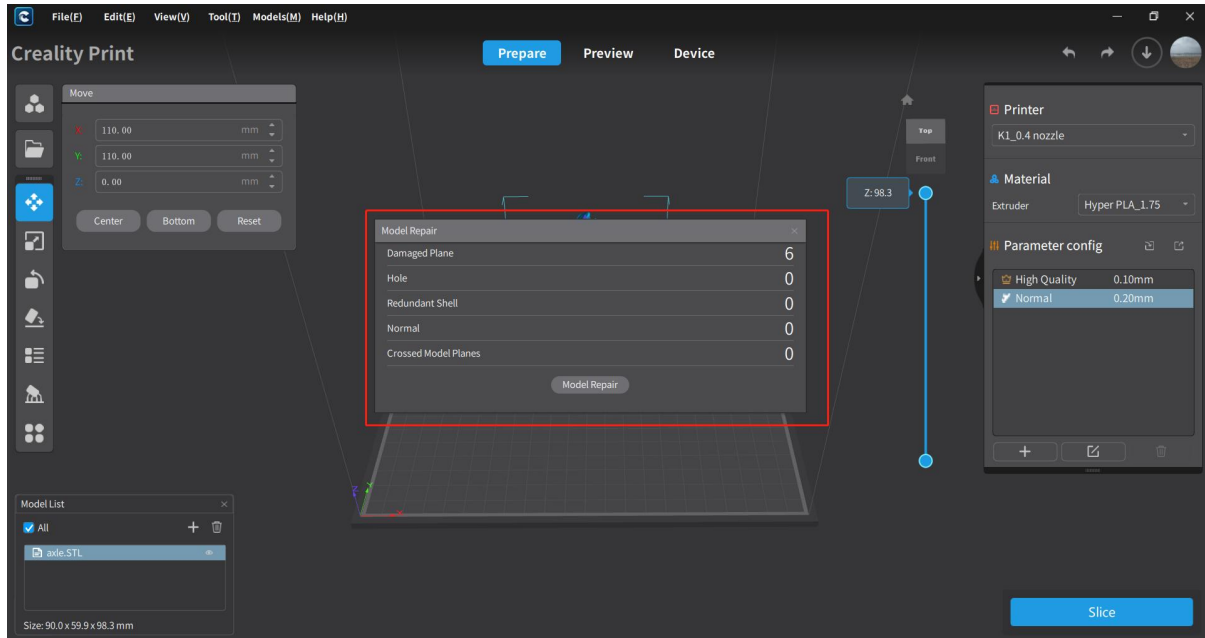 File(F) Edit(E) View(V) Tool(T) Models(M) Help(H)
Creality Print
Prepare Preview Device
Move
X: 110.00 mm
Y: 110.00 mm
Z: 0.00 mm
Center Bottom Reset
Top
Front
Z: 98.3
Model Repair
Damaged Plane 6
Hole 0
Redundant Shell 0
Normal 0
Crossed Model Planes 0
Model Repair
Z Y X
Printer
K1_0.4 nozzle
Material
Extruder Hyper PLA_1.75
Parameter config
High Quality 0.10mm
Normal 0.20mm
Model List
All
axle.STL
Size: 90.0 x 59.9 x 98.3 mm
Slice